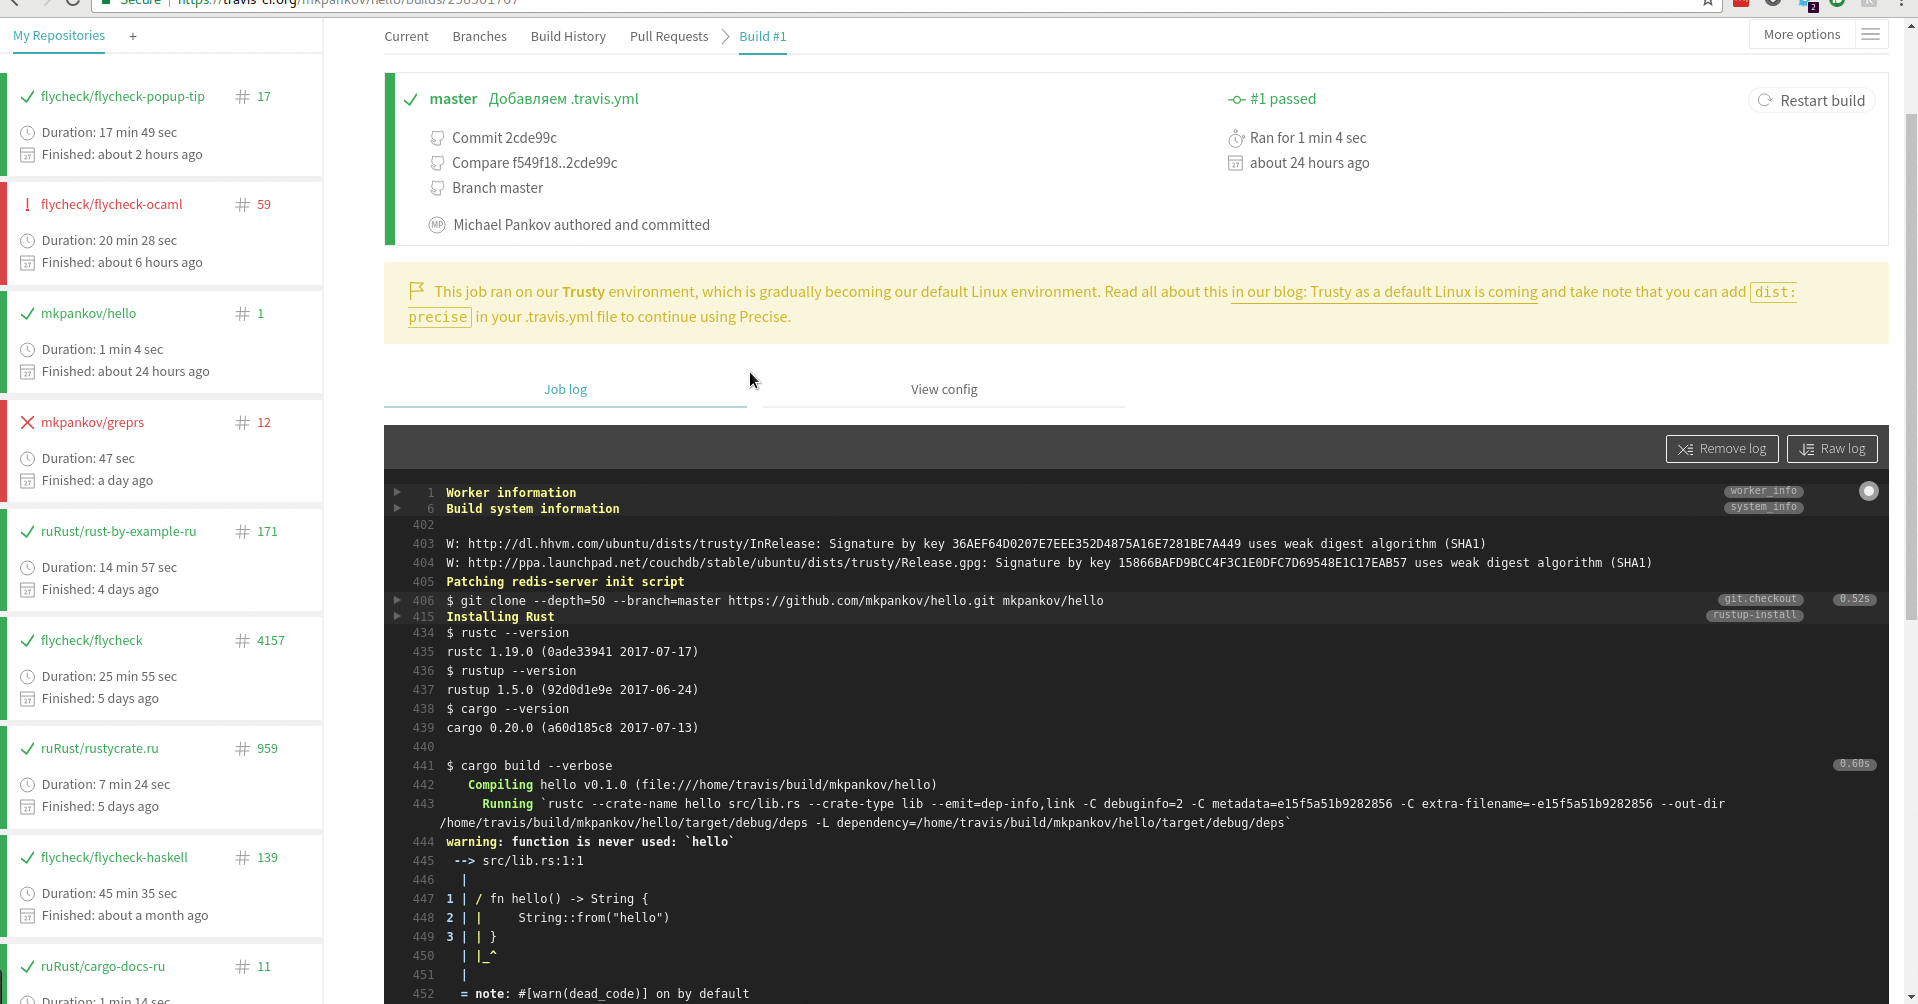 Secure https://travis-ci.org/mkpankov/hello/builds/
2
My Repositories +
flycheck/flycheck-popup-tip # 17
Duration: 17 min 49 sec
Finished: about 2 hours ago
flycheck/flycheck-ocaml # 59
Duration: 20 min 28 sec
Finished: about 6 hours ago
mkpankov/hello # 1
Duration: 1 min 4 sec
Finished: about 24 hours ago
mkpankov/greprs # 12
Duration: 47 sec
Finished: a day ago
ruRust/rust-by-example-ru # 171
Duration: 14 min 57 sec
Finished: 4 days ago
flycheck/flycheck # 4157
Duration: 25 min 55 sec
Finished: 5 days ago
ruRust/rustycrate.ru # 959
Duration: 7 min 24 sec
Finished: 5 days ago
flycheck/flycheck-haskell # 139
Duration: 45 min 35 sec
Finished: about a month ago
ruRust/cargo-docs-ru # 11
Duration: 1 min 14 sec
Current Branches Build History Pull Requests Build #1
More options
master Добавляем .travis.yml
#1 passed
Restart build
Commit 2cde99c
Ran for 1 min 4 sec
Compare f549f18..2cde99c
about 24 hours ago
Branch master
MP Michael Pankov authored and committed
This job ran on our Trusty environment, which is gradually becoming our default Linux environment. Read all about this in our blog: Trusty as a default Linux is coming and take note that you can add dist:
precise in your .travis.yml file to continue using Precise.
Job log View config
Remove log Raw log
1 Worker information worker_info
6 Build system information system_info
402
403 W: http://dl.hhvm.com/ubuntu/dists/trusty/InRelease: Signature by key 36AEF64D0207E7EEE352D4875A16E7281BE7A449 uses weak digest algorithm (SHA1)
404 W: http://ppa.launchpad.net/couchdb/stable/ubuntu/dists/trusty/Release.gpg: Signature by key 15866BAFD9BCC4F3C1E0DFC7D69548E1C17EAB57 uses weak digest algorithm (SHA1)
405 Patching redis-server init script
406 $ git clone --depth=50 --branch=master https://github.com/mkpankov/hello.git mkpankov/hello git.checkout 0.52s
415 Installing Rust rustup-install
434 $ rustc --version
435 rustc 1.19.0 (0ade33941 2017-07-17)
436 $ rustup --version
437 rustup 1.5.0 (92d0d1e9e 2017-06-24)
438 $ cargo --version
439 cargo 0.20.0 (a60d185c8 2017-07-13)
440
441 $ cargo build --verbose 0.60s
442 Compiling hello v0.1.0 (file:///home/travis/build/mkpankov/hello)
443 Running `rustc --crate-name hello src/lib.rs --crate-type lib --emit=dep-info,link -C debuginfo=2 -C metadata=e15f5a51b9282856 -C extra-filename=-e15f5a51b9282856 --out-dir
/home/travis/build/mkpankov/hello/target/debug/deps -L dependency=/home/travis/build/mkpankov/hello/target/debug/deps`
444 warning: function is never used: `hello`
445 --> src/lib.rs:1:1
446 |
447 1 | / fn hello() -> String {
448 2 | | String::from("hello")
449 3 | | }
450 | |_^
451 |
452 = note: #[warn(dead_code)] on by default